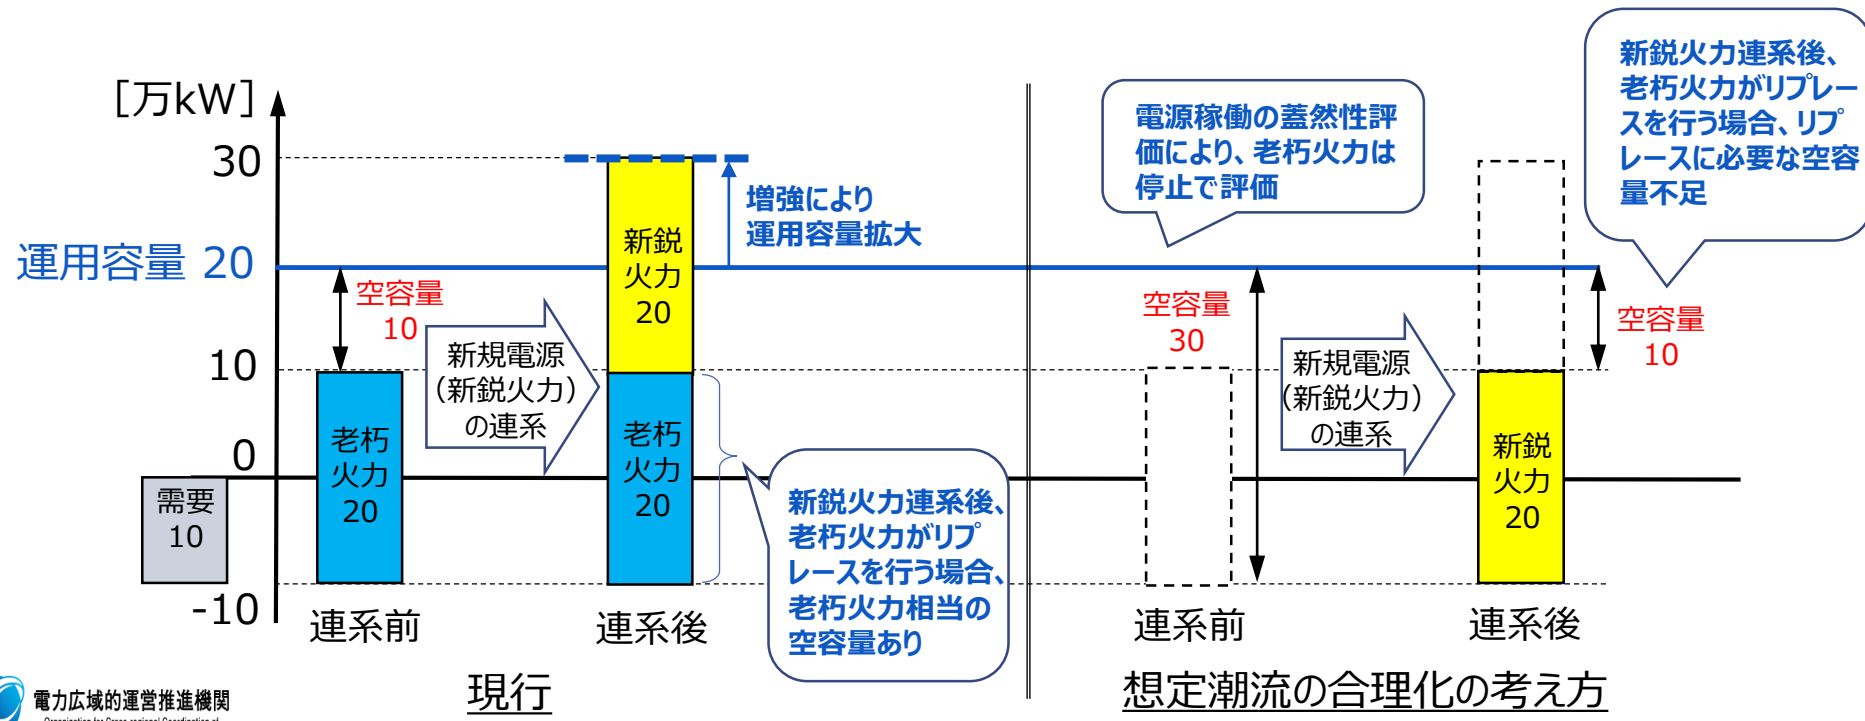 [万kW]
30
運用容量 20
10
0
-10
需要
10
空容量
10
老朽
火力
20
連系前
新規電源
(新鋭火力)
の連系
新鋭
火力
20
老朽
火力
20
連系後
増強により
運用容量拡大
新鋭火力連系後、
老朽火力がリプ
レースを行う場合、
老朽火力相当の
空容量あり
現行
電源稼働の蓋然性評
価により、老朽火力は
停止で評価
空容量
30
連系前
新規電源
(新鋭火力)
の連系
新鋭
火力
20
連系後
新鋭火力連系後、
老朽火力がリプレー
スを行う場合、リプ
レースに必要な空容
量不足
空容量
10
想定潮流の合理化の考え方
電力広域的運営推進機関
Organization for Cross-regional Coordination of